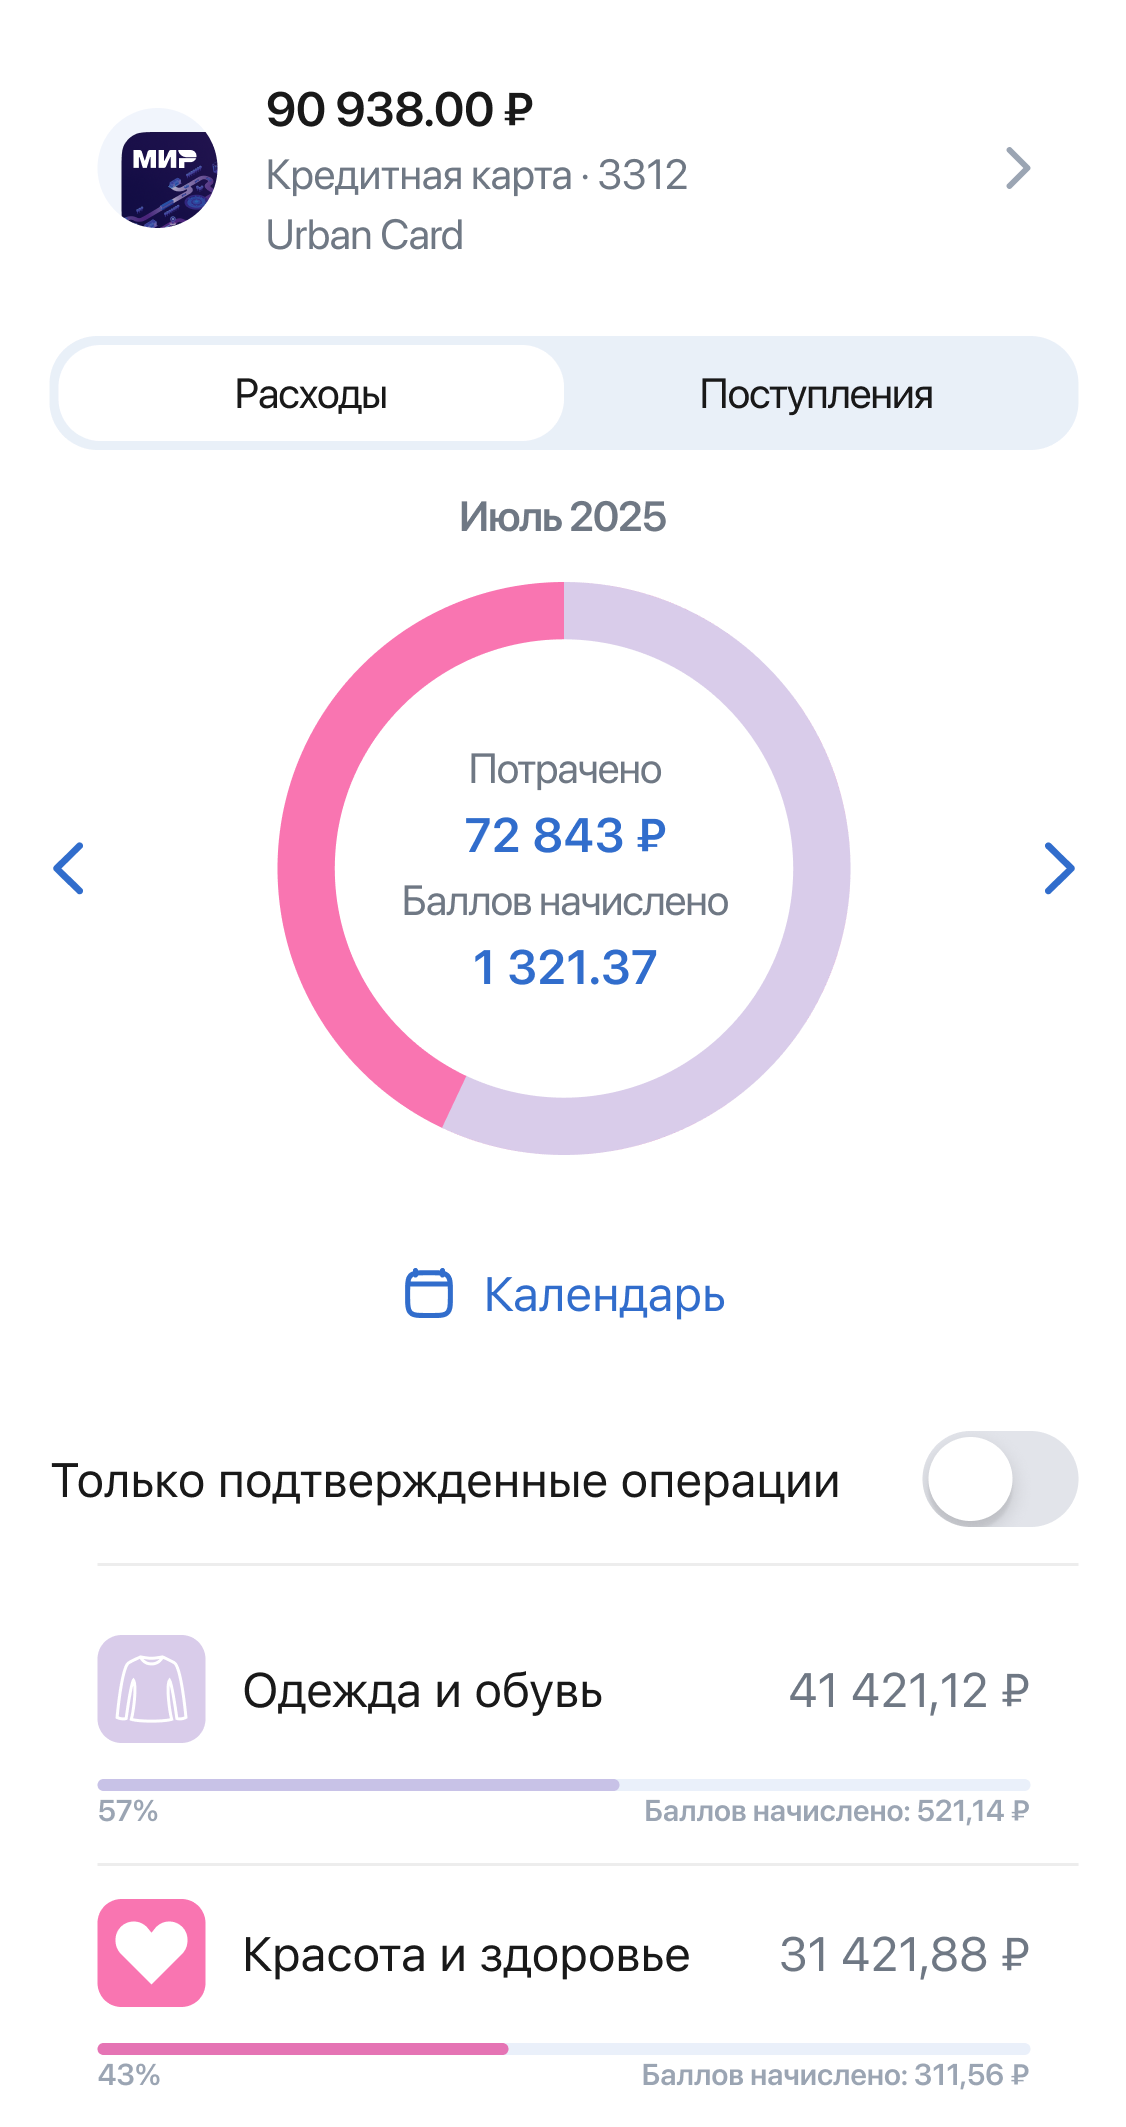 90 938.00 ₽
МИР
Кредитная карта · 3312
Urban Card
Расходы
Поступления
Июль 2025
Потрачено
72 843 ₽
Баллов начислено
1 321.37
Календарь
Только подтвержденные операции
Одежда и обувь
41 421,12 ₽
57%
Баллов начислено: 521,14 ₽
Красота и здоровье
31 421,88 ₽
43%
Баллов начислено: 311,56 ₽